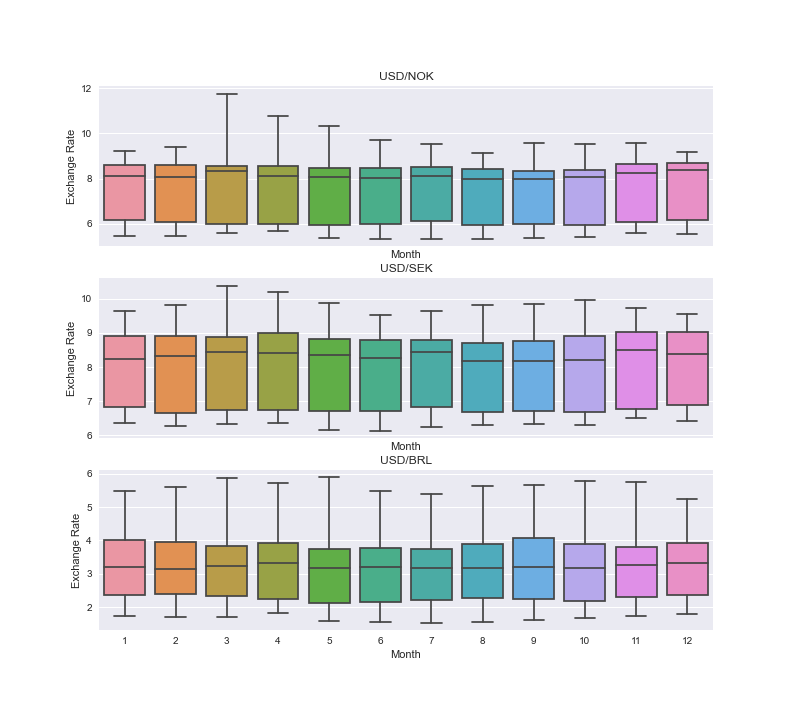 USD/NOK
12
10
8
6
Exchange Rate
Month
USD/SEK
10
9
8
7
6
Exchange Rate
Month
USD/BRL
6
5
4
3
2
Exchange Rate
1 2 3 4 5 6 7 8 9 10 11 12
Month